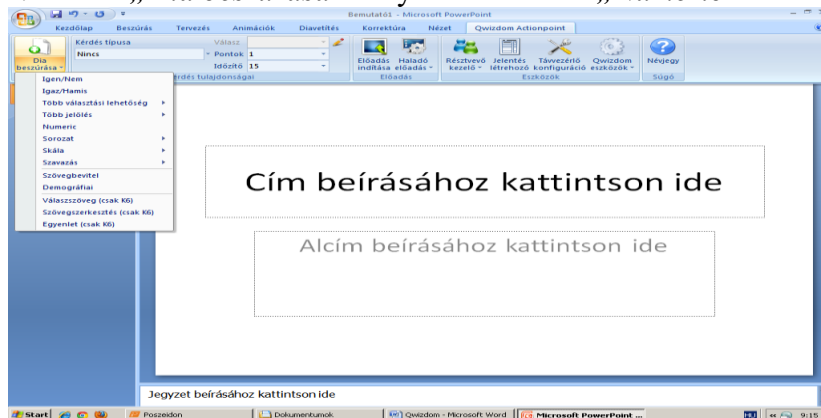 Bemutató1 - Microsoft PowerPoint
Kezdőlap Beszúrás Tervezés Animációk Diavetítés Korrektúra Nézet Qwizdom Actionpoint
Dia beszúrása
Kérdés típusa
Nincs
Válasz
Pontok 1
Időzítő 15
Kérdés tulajdonságai
Előadás indítása
Haladó előadás
Előadás
Résztvevő kezelő
Jelentés létrehozó
Távvezérlő konfiguráció
Qwizdom eszközök
Eszközök
Névjegy
Súgó
Igen/Nem
Igaz/Hamis
Több választási lehetőség
Több jelölés
Numeric
Sorozat
Skála
Szavazás
Szövegbevitel
Demográfiai
Válaszszöveg (csak K6)
Szövegszerkesztés (csak K6)
Egyenlet (csak K6)
Cím beírásához kattintson ide
Alcím beírásához kattintson ide
Jegyzet beírásához kattintson ide
Start Poszeidon Dokumentumok Qwizdom - Microsoft Word Microsoft PowerPoint ... HU 9:15